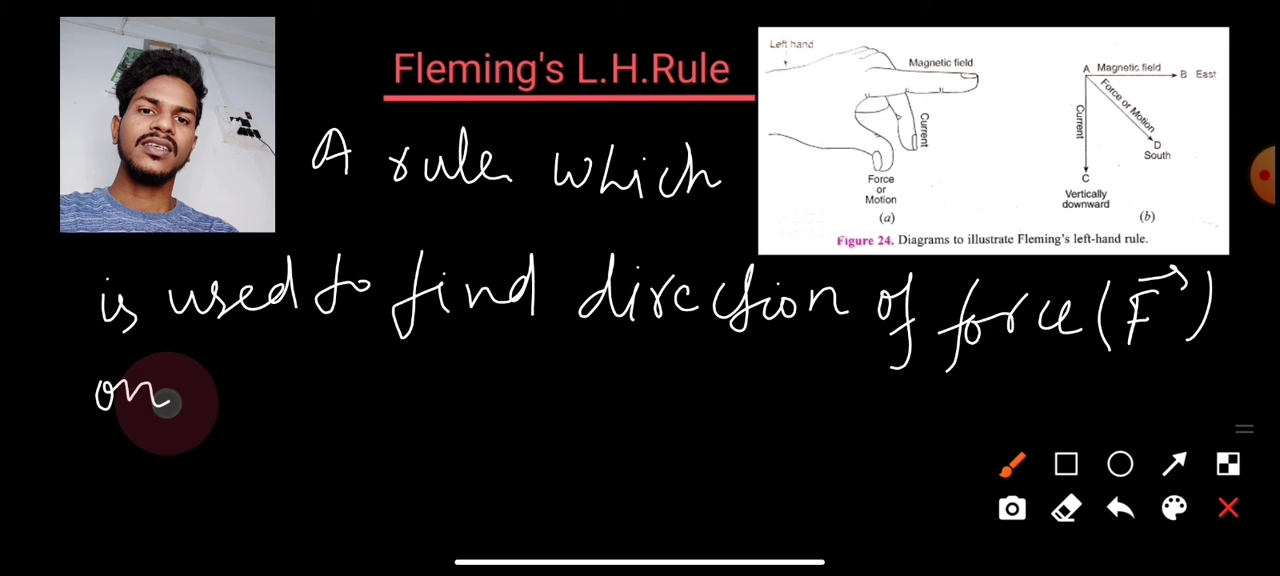 Fleming's L.H.Rule
Left hand
Magnetic field
Current
Force
or
Motion
(a)
A Magnetic field B East
Force or Motion
Current
D
South
C
Vertically
downward
(b)
Figure 24. Diagrams to illustrate Fleming's left-hand rule.
A rule which
is used to find direction of force (F⃗)
on